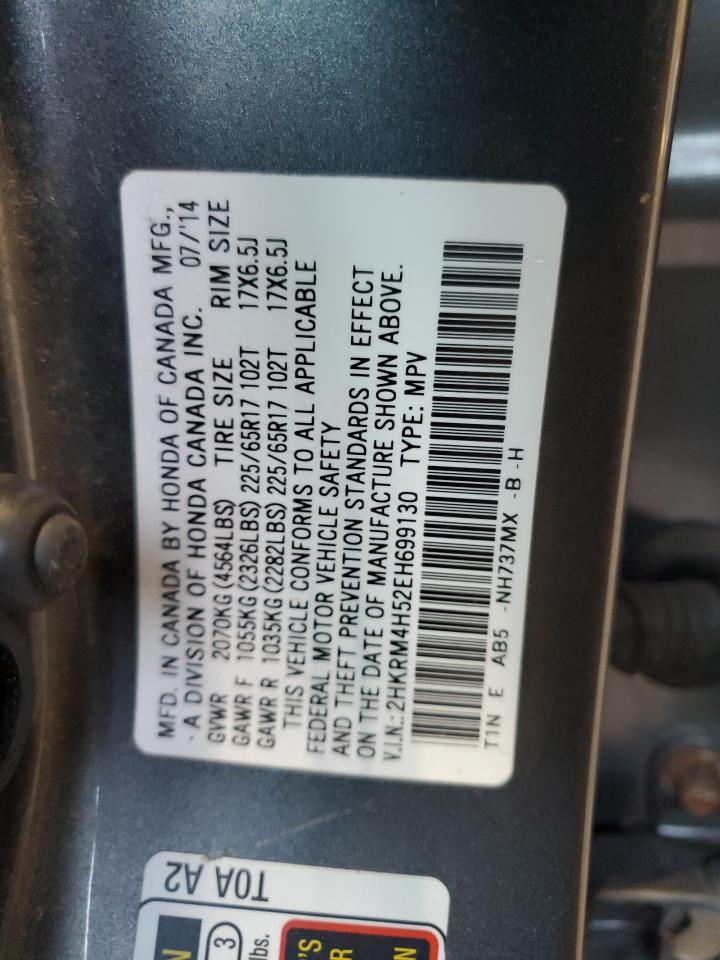 MFD. IN CANADA BY HONDA OF CANADA MFG.,
- A DIVISION OF HONDA CANADA INC. 07/'14
GVWR 2070KG(4564LBS) TIRE SIZE RIM SIZE
GAWR F 1055KG(2326LBS) 225/65R17 102T 17X6.5J
GAWR R 1035KG(2282LBS) 225/65R17 102T 17X6.5J
THIS VEHICLE CONFORMS TO ALL APPLICABLE
FEDERAL MOTOR VEHICLE SAFETY
AND THEFT PREVENTION STANDARDS IN EFFECT
ON THE DATE OF MANUFACTURE SHOWN ABOVE.
V.I.N.:2HKRM4H52EH699130 TYPE: MPV
T1N E AB5 -NH737MX -B -H
T0A A2
N
3
lbs.
'S
R
N